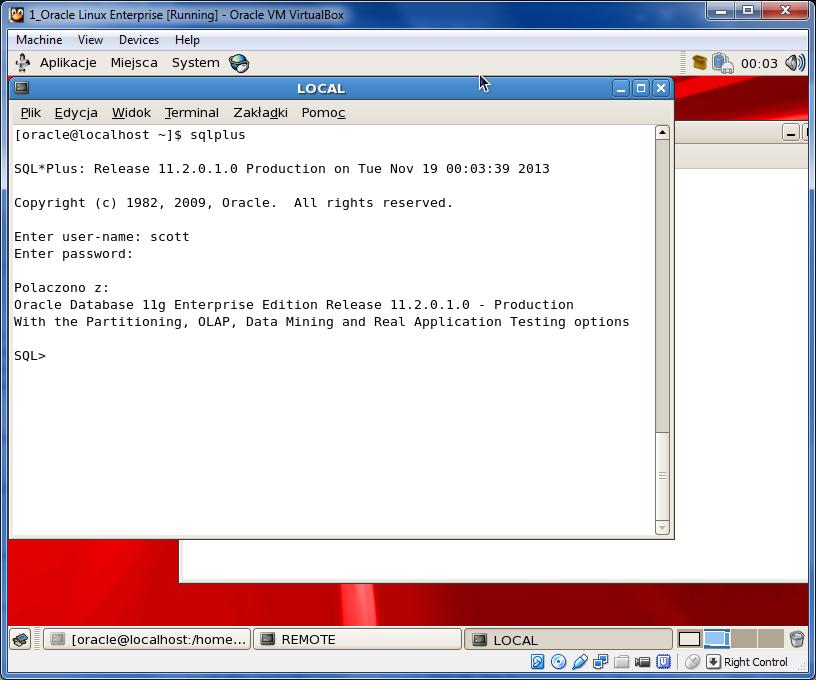 1_Oracle Linux Enterprise [Running] - Oracle VM VirtualBox
Machine View Devices Help
Aplikacje Miejsca System 00:03
LOCAL
Plik Edycja Widok Terminal Zakładki Pomoc
[oracle@localhost ~]$ sqlplus
SQL*Plus: Release 11.2.0.1.0 Production on Tue Nov 19 00:03:39 2013
Copyright (c) 1982, 2009, Oracle.  All rights reserved.
Enter user-name: scott
Enter password:
Polaczono z:
Oracle Database 11g Enterprise Edition Release 11.2.0.1.0 - Production
With the Partitioning, OLAP, Data Mining and Real Application Testing options
SQL>
[oracle@localhost:/home... REMOTE LOCAL
Right Control